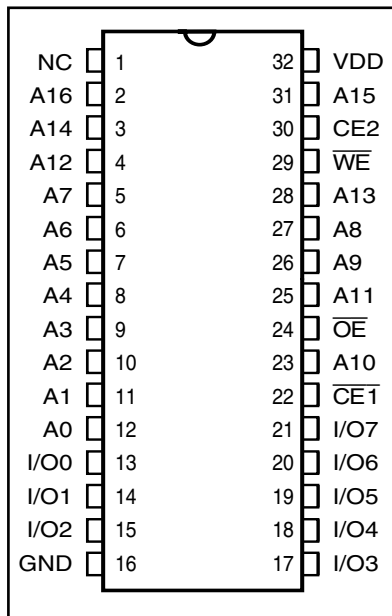 NC 1 32 VDD
A16 2 31 A15
A14 3 30 CE2
A12 4 29 W̅E̅
A7 5 28 A13
A6 6 27 A8
A5 7 26 A9
A4 8 25 A11
A3 9 24 O̅E̅
A2 10 23 A10
A1 11 22 C̅E̅1̅
A0 12 21 I/O7
I/O0 13 20 I/O6
I/O1 14 19 I/O5
I/O2 15 18 I/O4
GND 16 17 I/O3